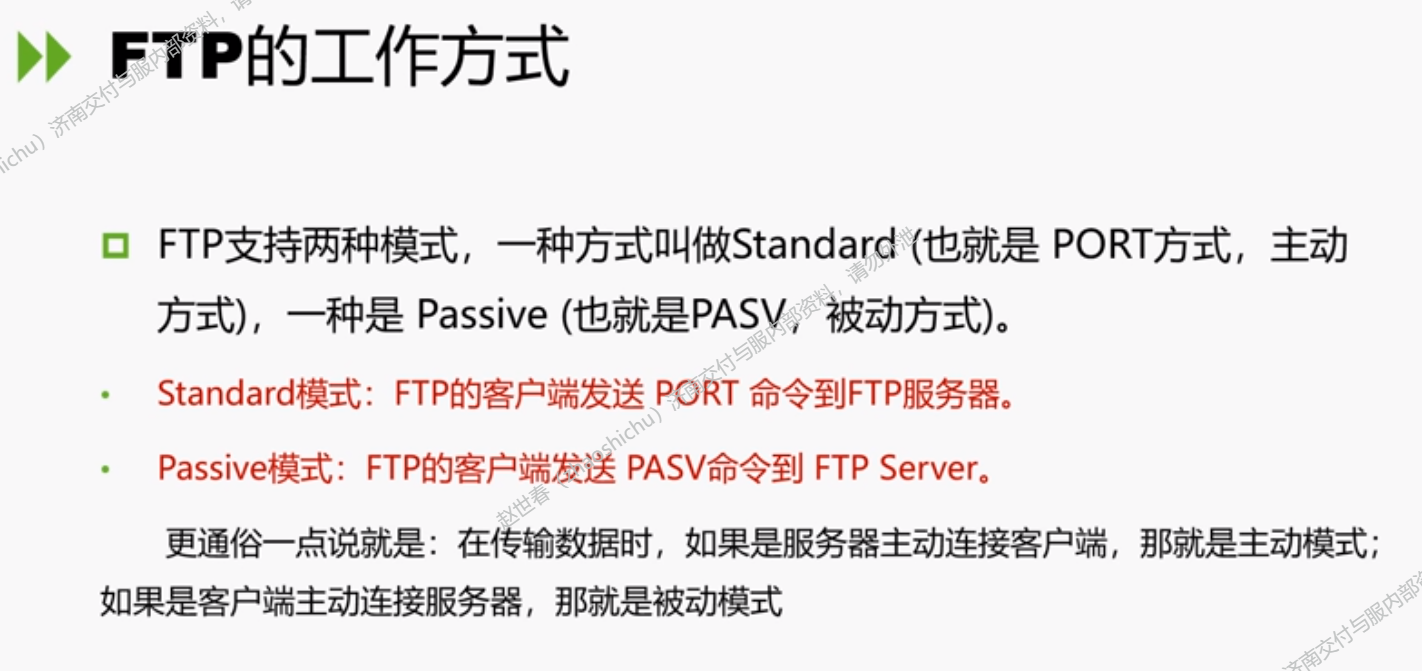 FTP的工作方式
FTP支持两种模式，一种方式叫做Standard (也就是 PORT方式，主动
方式)，一种是 Passive (也就是PASV，被动方式)。
Standard模式：FTP的客户端发送 PORT 命令到FTP服务器。
Passive模式：FTP的客户端发送 PASV命令到 FTP Server。
更通俗一点说就是：在传输数据时，如果是服务器主动连接客户端，那就是主动模式；
如果是客户端主动连接服务器，那就是被动模式
ichu）济南交付与服内部资料，请
赵世春（zhaoshichu）济南交付与服内部资料，请勿外泄
济南交付与服内部资